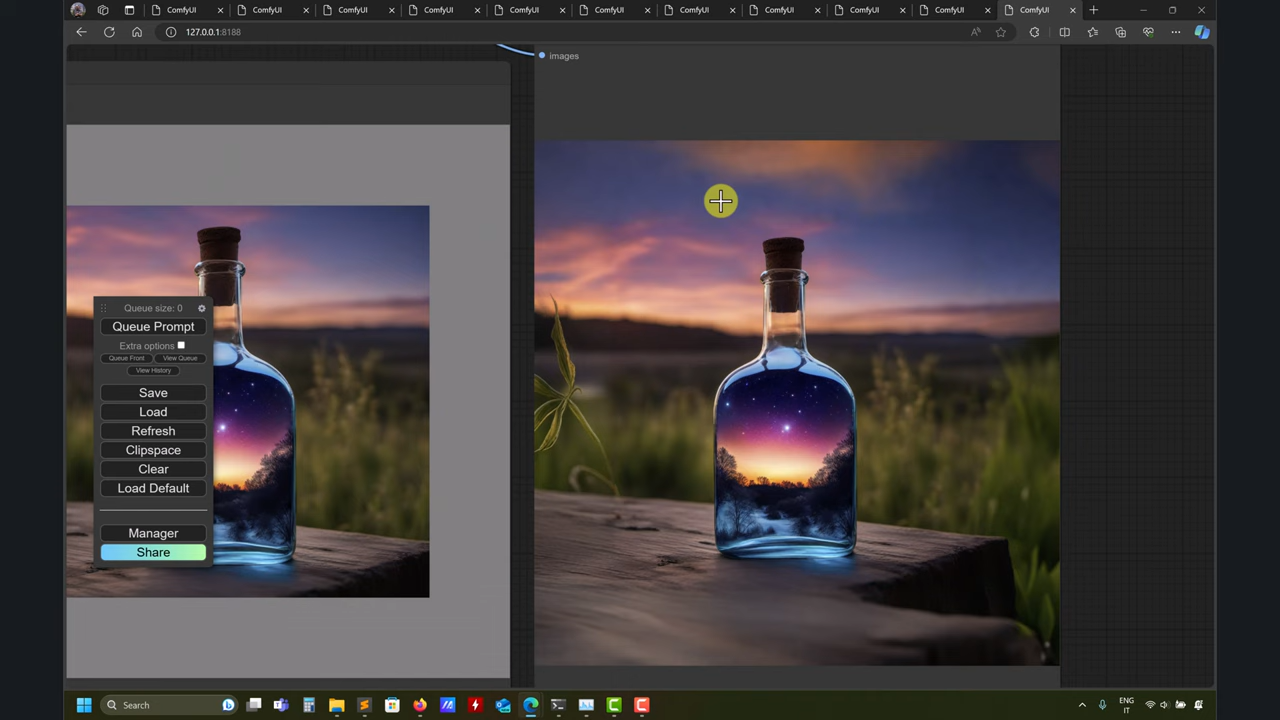 ComfyUI
ComfyUI
ComfyUI
ComfyUI
ComfyUI
ComfyUI
ComfyUI
ComfyUI
ComfyUI
ComfyUI
ComfyUI
127.0.0.1:8188
images
Queue size: 0
Queue Prompt
Extra options
Queue Front
View Queue
View History
Save
Load
Refresh
Clipspace
Clear
Load Default
Manager
Share
Search
ENG
IT